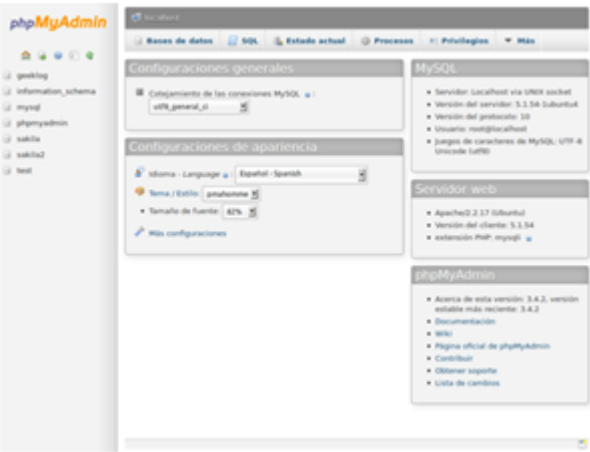 phpMyAdmin
geeklog
information_schema
mysql
phpmyadmin
sakila
sakila2
test
localhost
Bases de datos
SQL
Estado actual
Procesos
Privilegios
Más
Configuraciones generales
Cotejamiento de las conexiones MySQL :
utf8_general_ci
Configuraciones de apariencia
Idioma - Language : Español - Spanish
Tema / Estilo: pmahomme
Tamaño de fuente: 82%
Más configuraciones
MySQL
Servidor: Localhost via UNIX socket
Versión del servidor: 5.1.54-1ubuntu4
Versión del protocolo: 10
Usuario: root@localhost
Juegos de caracteres de MySQL: UTF-8
Unicode (utf8)
Servidor web
Apache/2.2.17 (Ubuntu)
Versión del cliente: 5.1.54
extensión PHP: mysqli
phpMyAdmin
Acerca de esta versión: 3.4.2, versión
estable más reciente: 3.4.2
Documentación
Wiki
Página oficial de phpMyAdmin
Contribuir
Obtener soporte
Lista de cambios